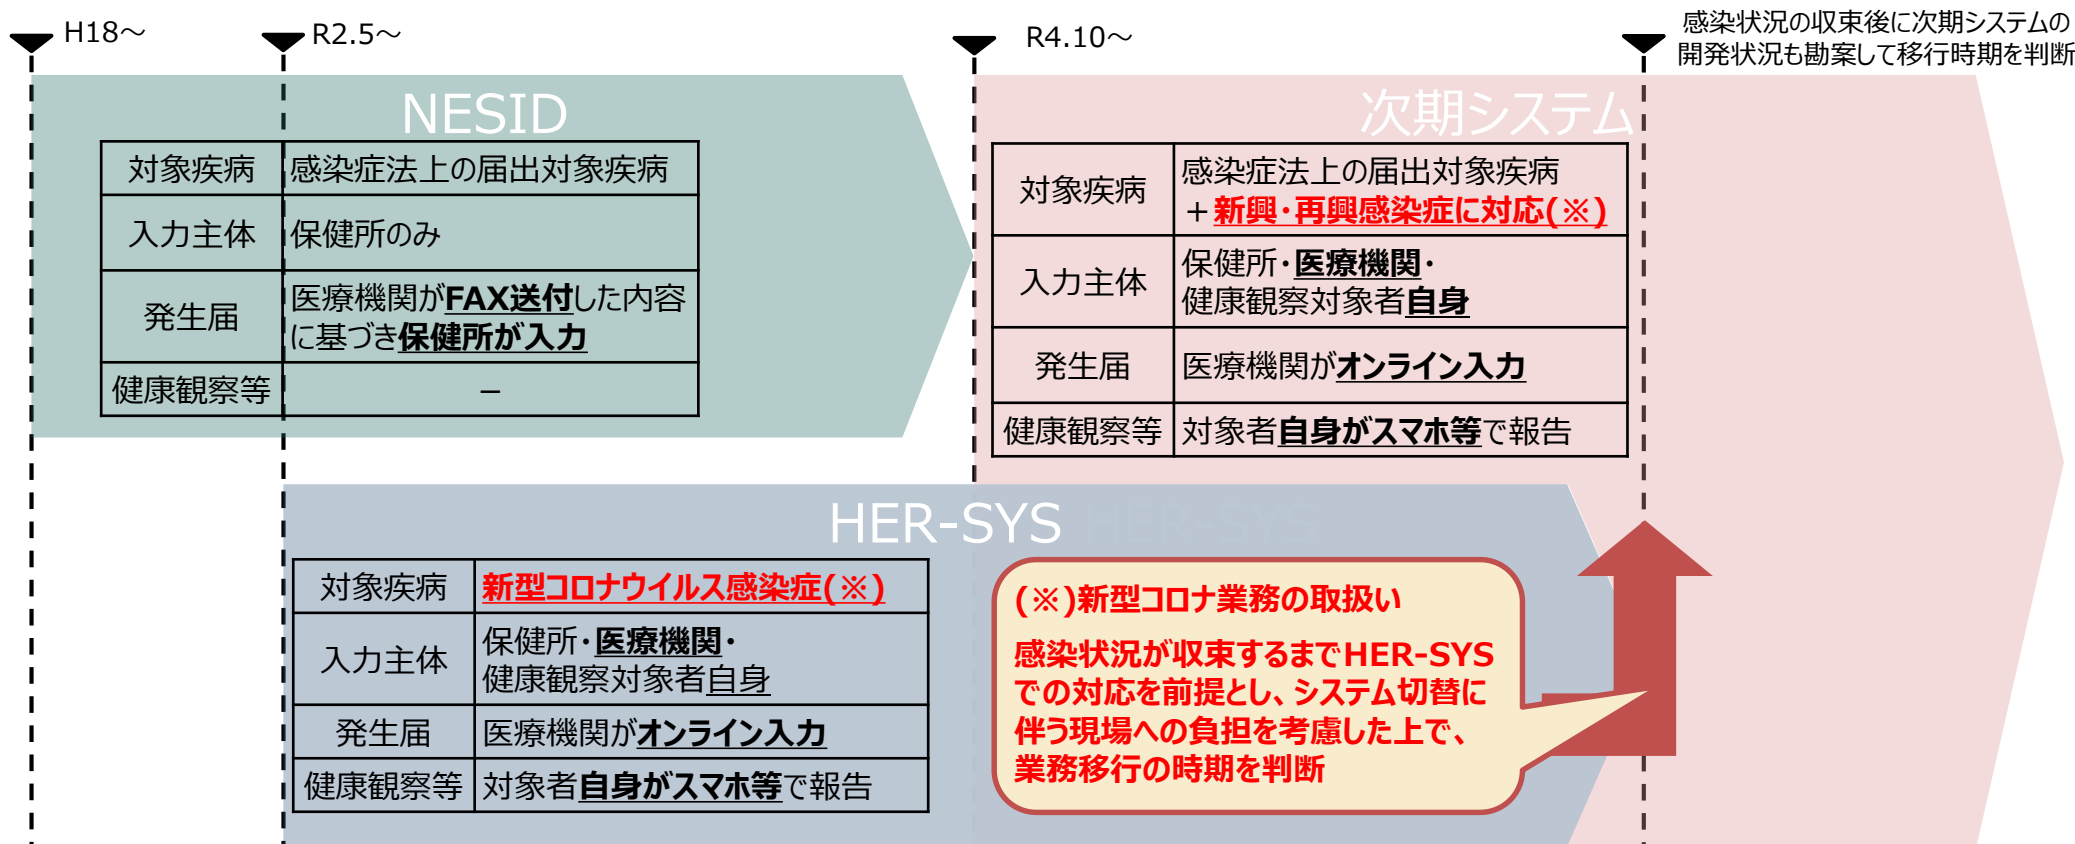 H18～
R2.5～
R4.10～
感染状況の収束後に次期システムの
開発状況も勘案して移行時期を判断
NESID
対象疾病 感染症法上の届出対象疾病
入力主体 保健所のみ
発生届 医療機関がFAX送付した内容
に基づき保健所が入力
健康観察等 －
次期システム
対象疾病 感染症法上の届出対象疾病
＋新興・再興感染症に対応(※)
入力主体 保健所・医療機関・
健康観察対象者自身
発生届 医療機関がオンライン入力
健康観察等 対象者自身がスマホ等で報告
HER-SYS HER-SYS
対象疾病 新型コロナウイルス感染症(※)
入力主体 保健所・医療機関・
健康観察対象者自身
発生届 医療機関がオンライン入力
健康観察等 対象者自身がスマホ等で報告
(※)新型コロナ業務の取扱い
感染状況が収束するまでHER-SYS
での対応を前提とし、システム切替に
伴う現場への負担を考慮した上で、
業務移行の時期を判断